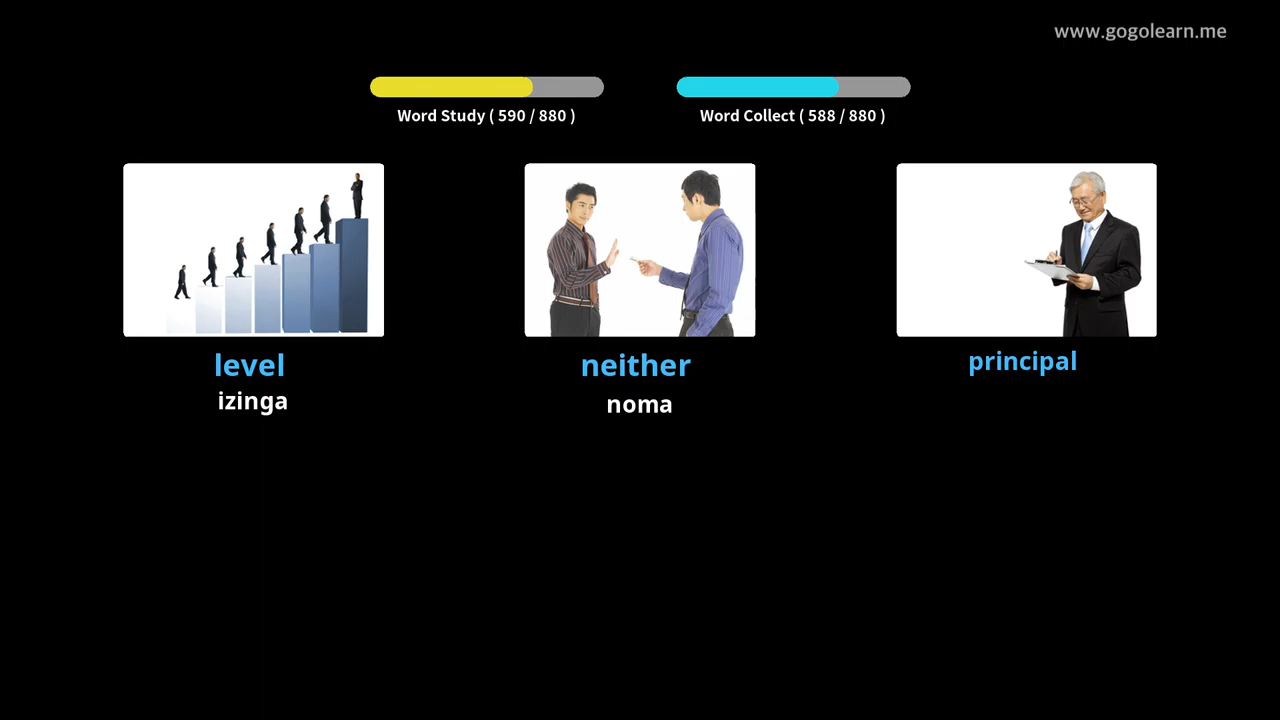 www.gogolearn.me
Word Study ( 590 / 880 )
Word Collect ( 588 / 880 )
level
izinga
neither
noma
principal